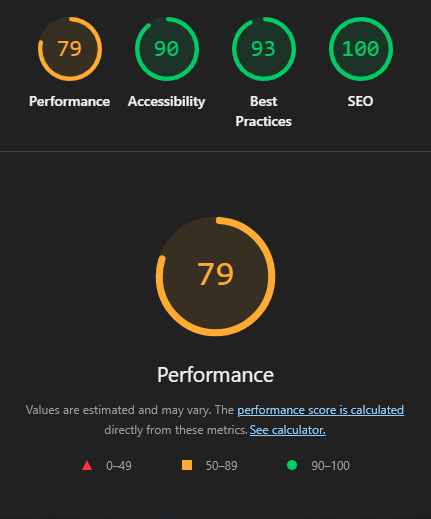 79
90
93
100
Performance
Accessibility
Best
Practices
SEO
79
Performance
Values are estimated and may vary. The performance score is calculated
directly from these metrics. See calculator.
0–49
50–89
90–100